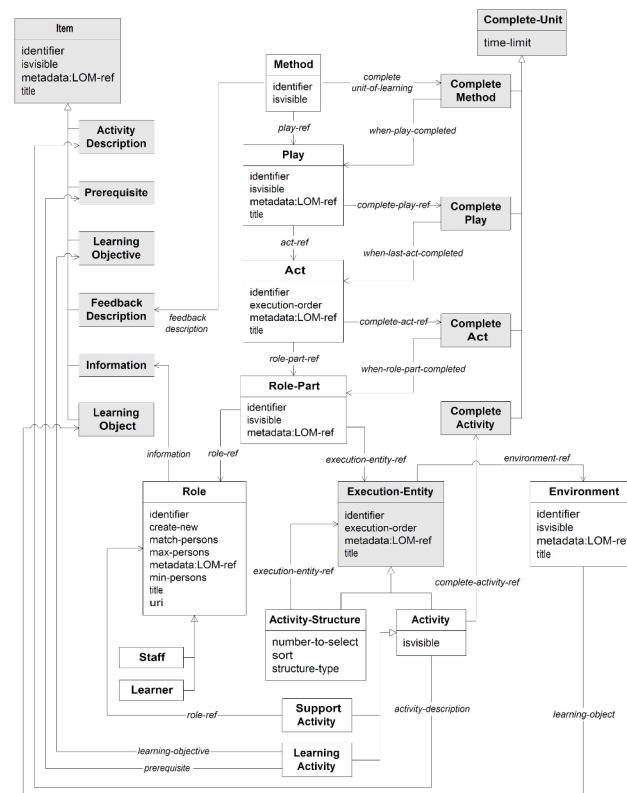 Item
identifier
isvisible
metadata:LOM-ref
title
Complete-Unit
time-limit
Method
identifier
isvisible
complete
unit-of-learning
Complete
Method
play-ref
when-play-completed
Activity
Description
Play
identifier
isvisible
metadata:LOM-ref
title
Prerequisite
complete-play-ref
Complete
Play
Learning
Objective
act-ref
when-last-act-completed
Act
identifier
execution-order
metadata:LOM-ref
title
Feedback
Description
feedback
description
complete-act-ref
Complete
Act
role-part-ref
when-role-part-completed
Information
Role-Part
identifier
isvisible
metadata:LOM-ref
Learning
Object
Complete
Activity
information
role-ref
execution-entity-ref
environment-ref
Role
identifier
create-new
match-persons
max-persons
metadata:LOM-ref
min-persons
title
uri
Execution-Entity
identifier
execution-order
metadata:LOM-ref
title
Environment
identifier
isvisible
metadata:LOM-ref
title
execution-entity-ref
complete-activity-ref
Activity-Structure
number-to-select
sort
structure-type
Activity
isvisible
Staff
Learner
Support
Activity
role-ref
activity-description
learning-object
Learning
Activity
learning-objective
prerequisite